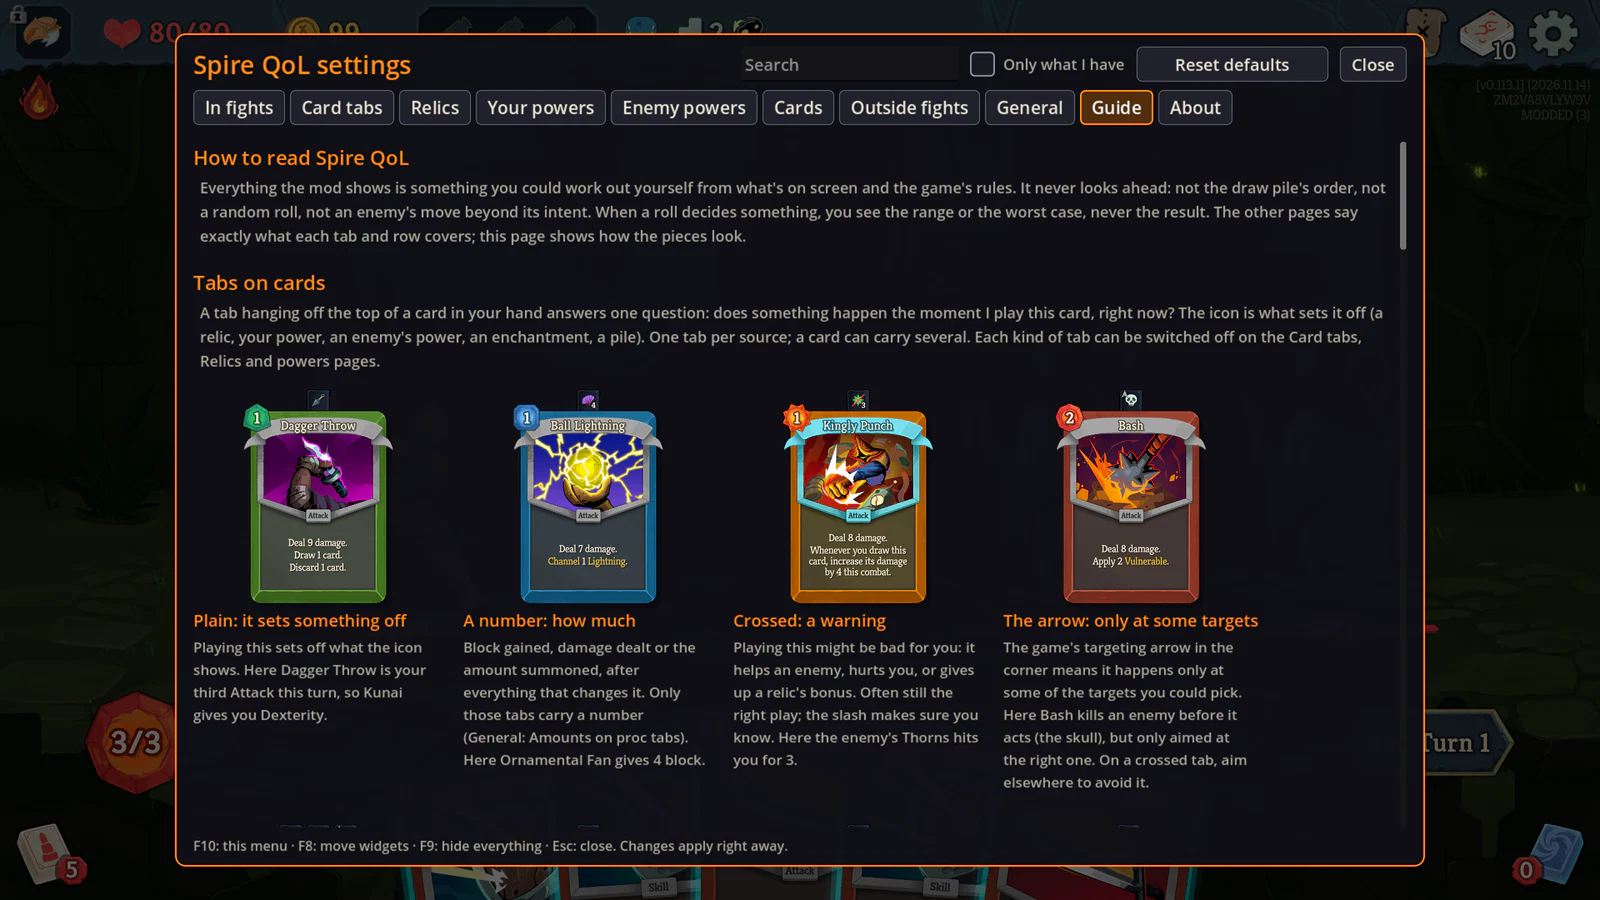 80/80
99
2
10
[v0.113.1] (2026.11.14)
ZM2VA8VLYW9V
MODDED (3)
Spire QoL settings
Search
Only what I have
Reset defaults
Close
In fights
Card tabs
Relics
Your powers
Enemy powers
Cards
Outside fights
General
Guide
About
How to read Spire QoL
Everything the mod shows is something you could work out yourself from what's on screen and the game's rules. It never looks ahead: not the draw pile's order, not
a random roll, not an enemy's move beyond its intent. When a roll decides something, you see the range or the worst case, never the result. The other pages say
exactly what each tab and row covers; this page shows how the pieces look.
Tabs on cards
A tab hanging off the top of a card in your hand answers one question: does something happen the moment I play this card, right now? The icon is what sets it off (a
relic, your power, an enemy's power, an enchantment, a pile). One tab per source; a card can carry several. Each kind of tab can be switched off on the Card tabs,
Relics and powers pages.
1
Dagger Throw
Attack
Deal 9 damage.
Draw 1 card.
Discard 1 card.
Plain: it sets something off
Playing this sets off what the icon
shows. Here Dagger Throw is your
third Attack this turn, so Kunai
gives you Dexterity.
4
1
Ball Lightning
Attack
Deal 7 damage.
Channel 1 Lightning.
A number: how much
Block gained, damage dealt or the
amount summoned, after
everything that changes it. Only
those tabs carry a number
(General: Amounts on proc tabs).
Here Ornamental Fan gives 4 block.
3
1
Kingly Punch
Attack
Deal 8 damage.
Whenever you draw this
card, increase its damage
by 4 this combat.
Crossed: a warning
Playing this might be bad for you: it
helps an enemy, hurts you, or gives
up a relic's bonus. Often still the
right play; the slash makes sure you
know. Here the enemy's Thorns hits
you for 3.
2
Bash
Attack
Deal 8 damage.
Apply 2 Vulnerable.
The arrow: only at some targets
The game's targeting arrow in the
corner means it happens only at
some of the targets you could pick.
Here Bash kills an enemy before it
acts (the skull), but only aimed at
the right one. On a crossed tab, aim
elsewhere to avoid it.
3/3
Turn 1
F10: this menu · F8: move widgets · F9: hide everything · Esc: close. Changes apply right away.
5
Skill
Attack
Skill
0